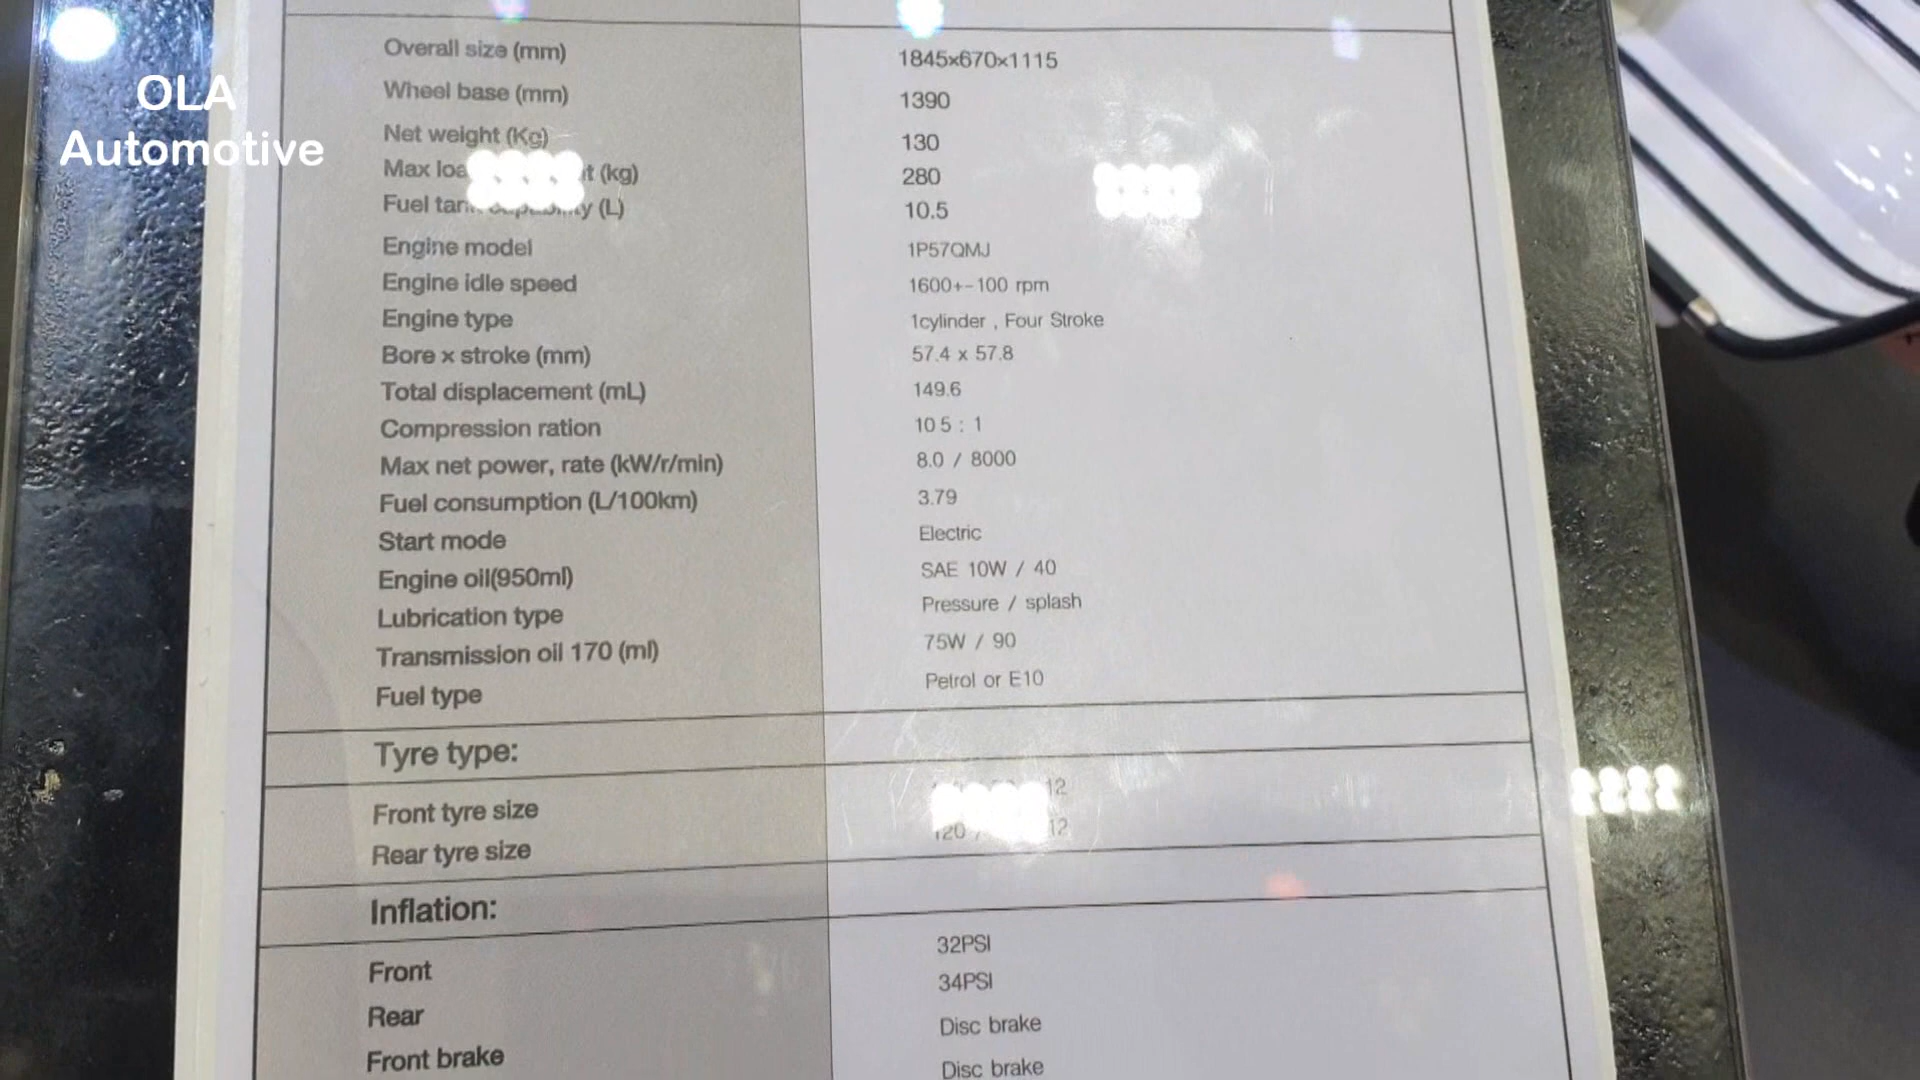 OLA
Automotive
Overall size (mm) 1845x670x1115
Wheel base (mm) 1390
Net weight (Kg) 130
Max (kg) 280
Fuel (L) 10.5
Engine model 1P57QMJ
Engine idle speed 1600+-100 rpm
Engine type 1cylinder , Four Stroke
Bore x stroke (mm) 57.4 x 57.8
Total displacement (mL) 149.6
Compression ration 10 5 : 1
Max net power, rate (kW/r/min) 8.0 / 8000
Fuel consumption (L/100km) 3.79
Start mode Electric
Engine oil(950ml) SAE 10W / 40
Lubrication type Pressure / splash
Transmission oil 170 (ml) 75W / 90
Fuel type Petrol or E10
Tyre type:
Front tyre size 12
Rear tyre size 120 / 12
Inflation:
Front 32PSI
Rear 34PSI
Front brake Disc brake
Disc brake